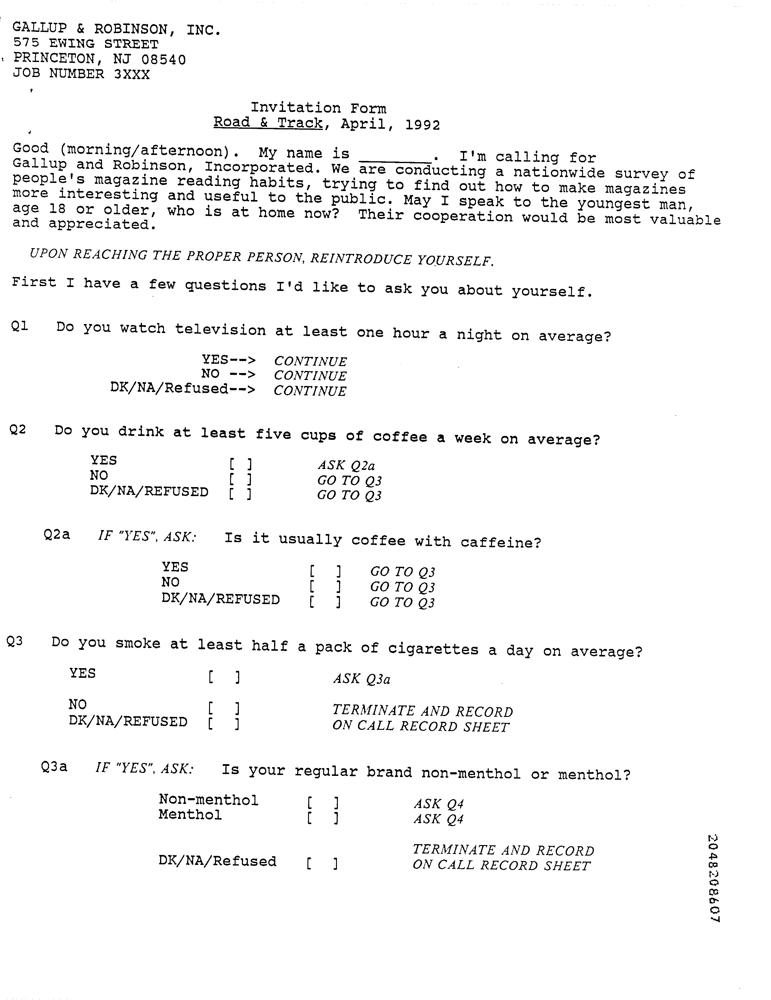 GALLUP & ROBINSON, INC.
575 EWING STREET
PRINCETON, NJ 08540
JOB NUMBER 3XXX
Invitation Form
Road & Track, April, 1992
Good (morning/afternoon). My name is ________. I'm calling for
Gallup and Robinson, Incorporated. We are conducting a nationwide survey of
people's magazine reading habits, trying to find out how to make magazines
more interesting and useful to the public. May I speak to the youngest man,
age 18 or older, who is at home now? Their cooperation would be most valuable
and appreciated.
UPON REACHING THE PROPER PERSON, REINTRODUCE YOURSELF.
First I have a few questions I'd like to ask you about yourself.
Q1 Do you watch television at least one hour a night on average?
YES--> CONTINUE
NO --> CONTINUE
DK/NA/Refused--> CONTINUE
Q2 Do you drink at least five cups of coffee a week on average?
YES [ ] ASK Q2a
NO [ ] GO TO Q3
DK/NA/REFUSED [ ] GO TO Q3
Q2a IF "YES", ASK: Is it usually coffee with caffeine?
YES [ ] GO TO Q3
NO [ ] GO TO Q3
DK/NA/REFUSED [ ] GO TO Q3
Q3 Do you smoke at least half a pack of cigarettes a day on average?
YES [ ] ASK Q3a
NO [ ] TERMINATE AND RECORD
DK/NA/REFUSED [ ] ON CALL RECORD SHEET
Q3a IF "YES", ASK: Is your regular brand non-menthol or menthol?
Non-menthol [ ] ASK Q4
Menthol [ ] ASK Q4
TERMINATE AND RECORD
DK/NA/Refused [ ] ON CALL RECORD SHEET
2048208607